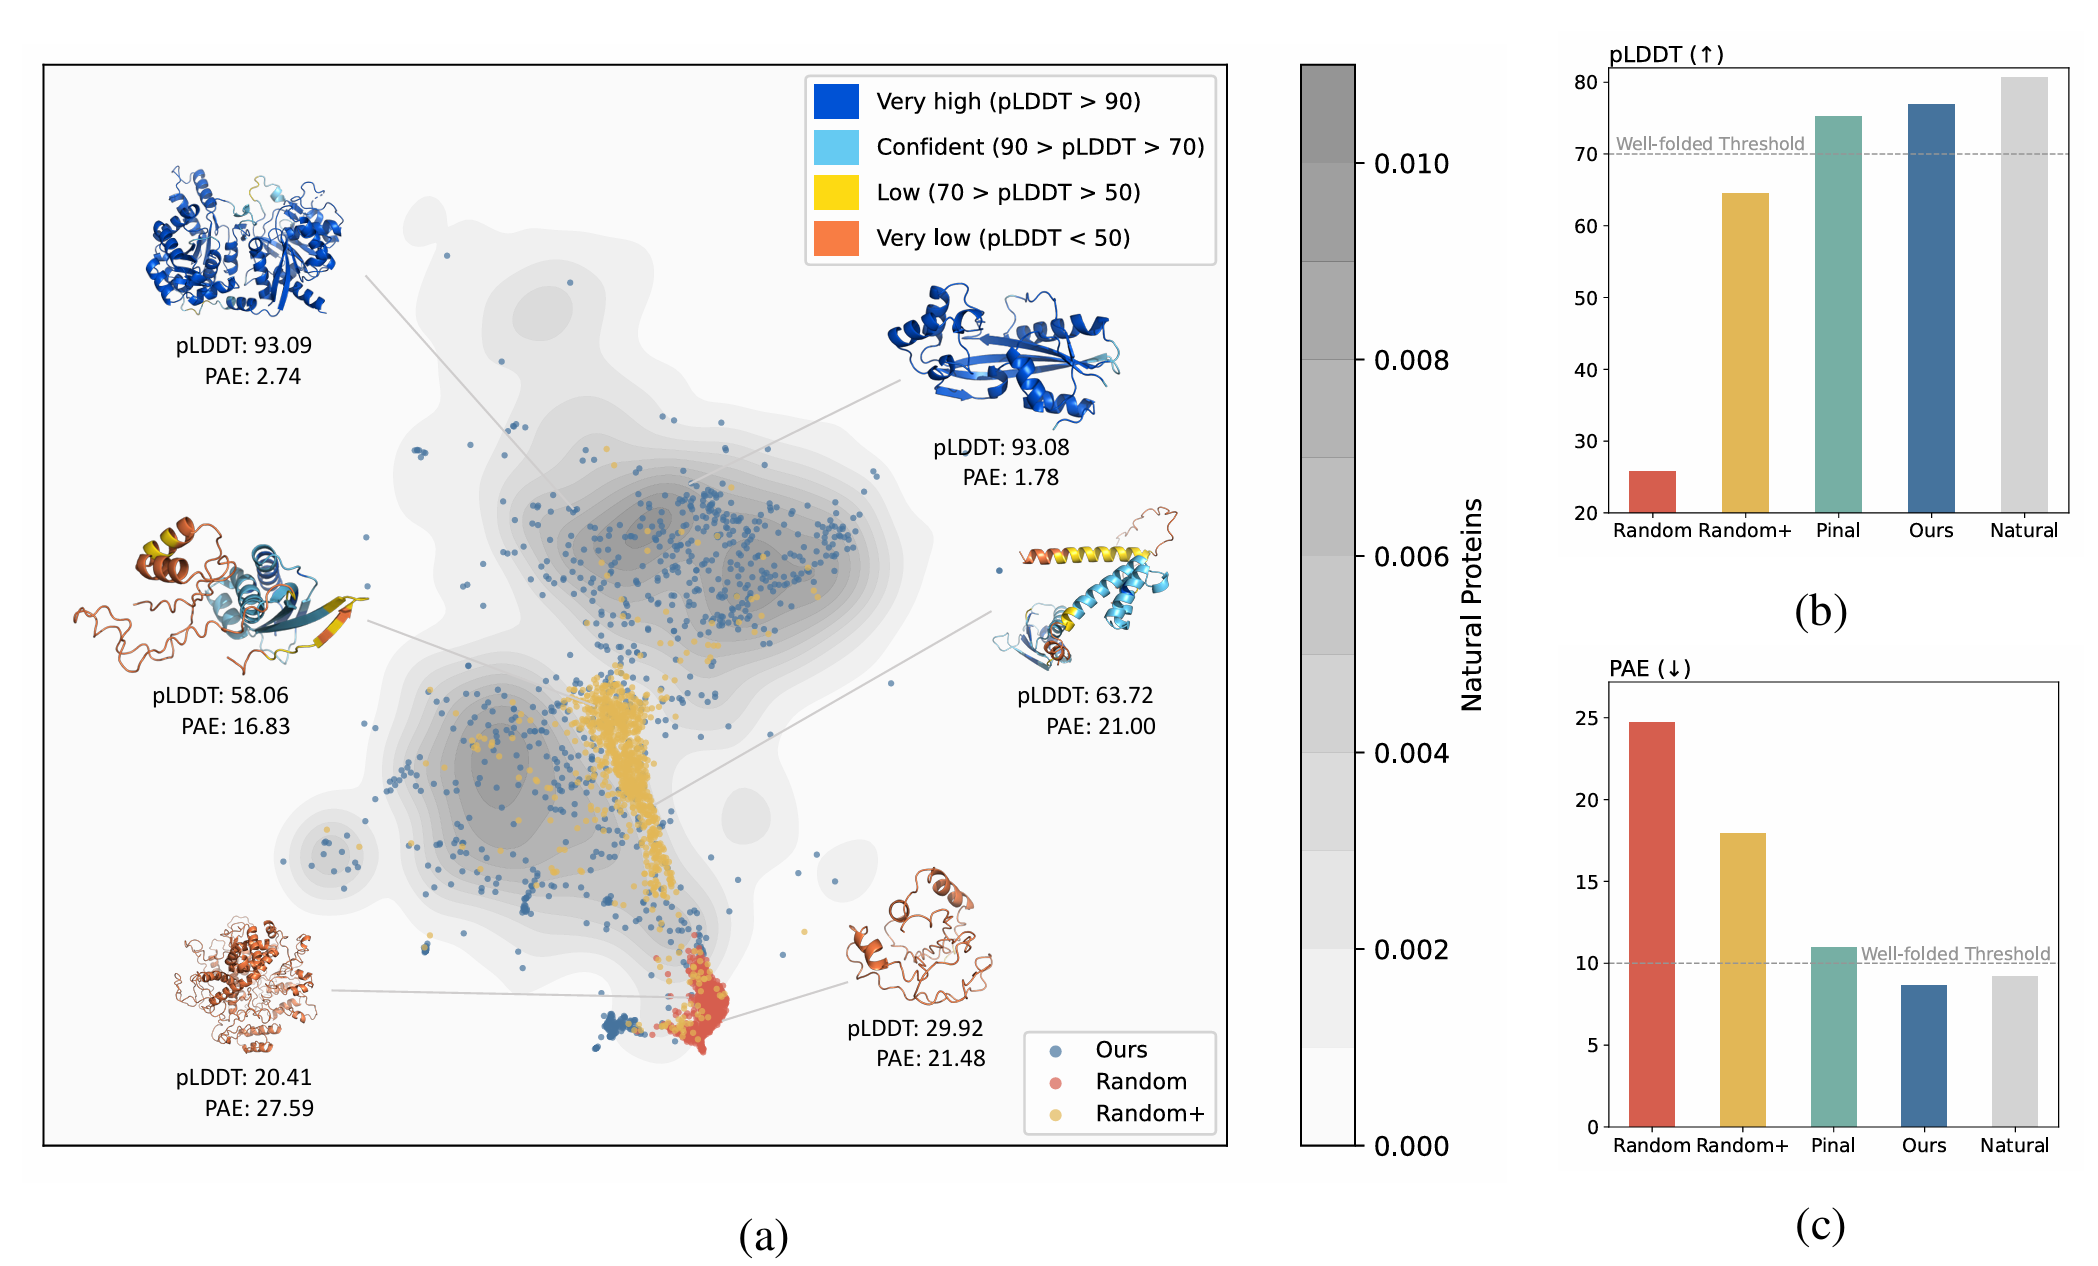 Very high (pLDDT > 90)
Confident (90 > pLDDT > 70)
Low (70 > pLDDT > 50)
Very low (pLDDT < 50)
pLDDT: 93.09
PAE: 2.74
pLDDT: 93.08
PAE: 1.78
pLDDT: 58.06
PAE: 16.83
pLDDT: 63.72
PAE: 21.00
pLDDT: 20.41
PAE: 27.59
pLDDT: 29.92
PAE: 21.48
Ours
Random
Random+
(a)
0.010
0.008
0.006
0.004
0.002
0.000
Natural Proteins
pLDDT (↑)
80
70
60
50
40
30
20
Well-folded Threshold
Random Random+ Pinal Ours Natural
(b)
PAE (↓)
25
20
15
10
5
0
Well-folded Threshold
Random Random+ Pinal Ours Natural
(c)